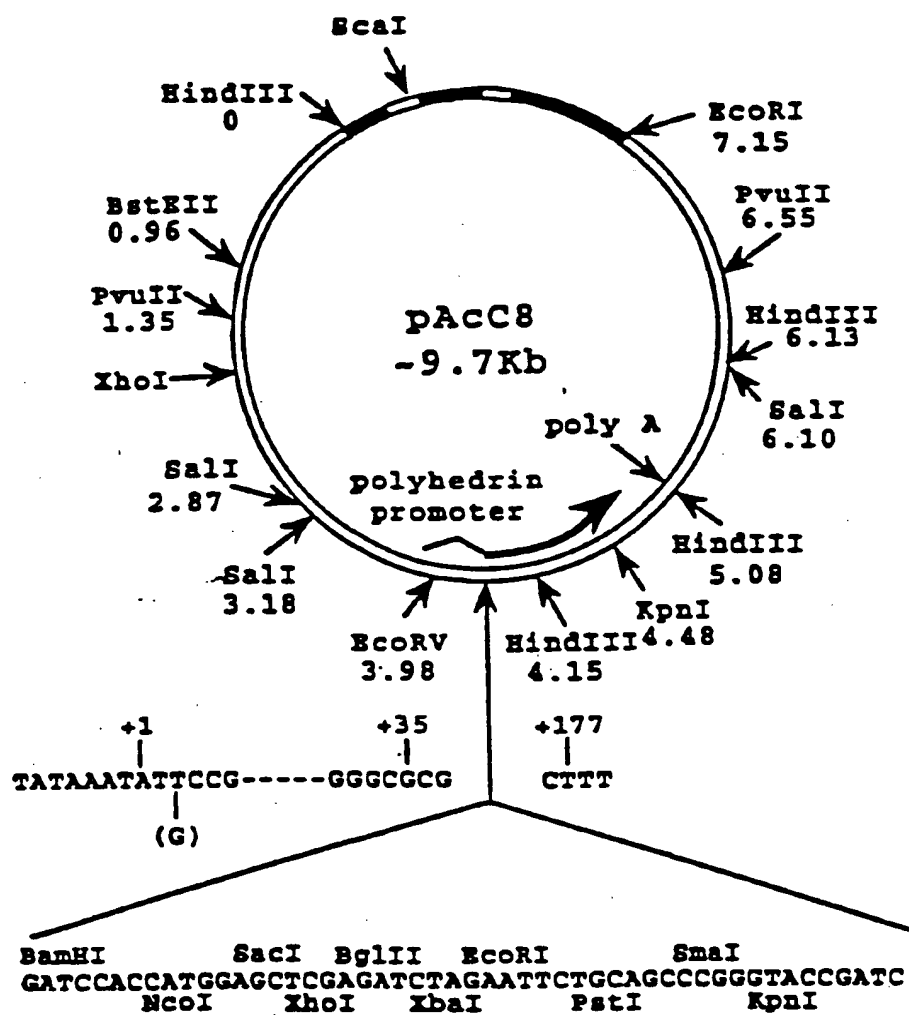 ScaI
HindIII
0
EcoRI
7.15
BstEII
0.96
PvuII
6.55
PvuII
1.35
pAcC8
~9.7Kb
HindIII
6.13
XhoI
SalI
6.10
poly A
SalI
2.87
polyhedrin
promoter
HindIII
5.08
SalI
3.18
KpnI
4.48
EcoRV
3.98
HindIII
4.15
+1
+35
+177
TATAAATATTCCG-----GGGCGCG
CTTT
(G)
BamHI SacI BglII EcoRI SmaI
GATCCACCATGGAGCTCGAGATCTAGAATTCTGCAGCCCGGGTACCGATC
NcoI XhoI XbaI PstI KpnI